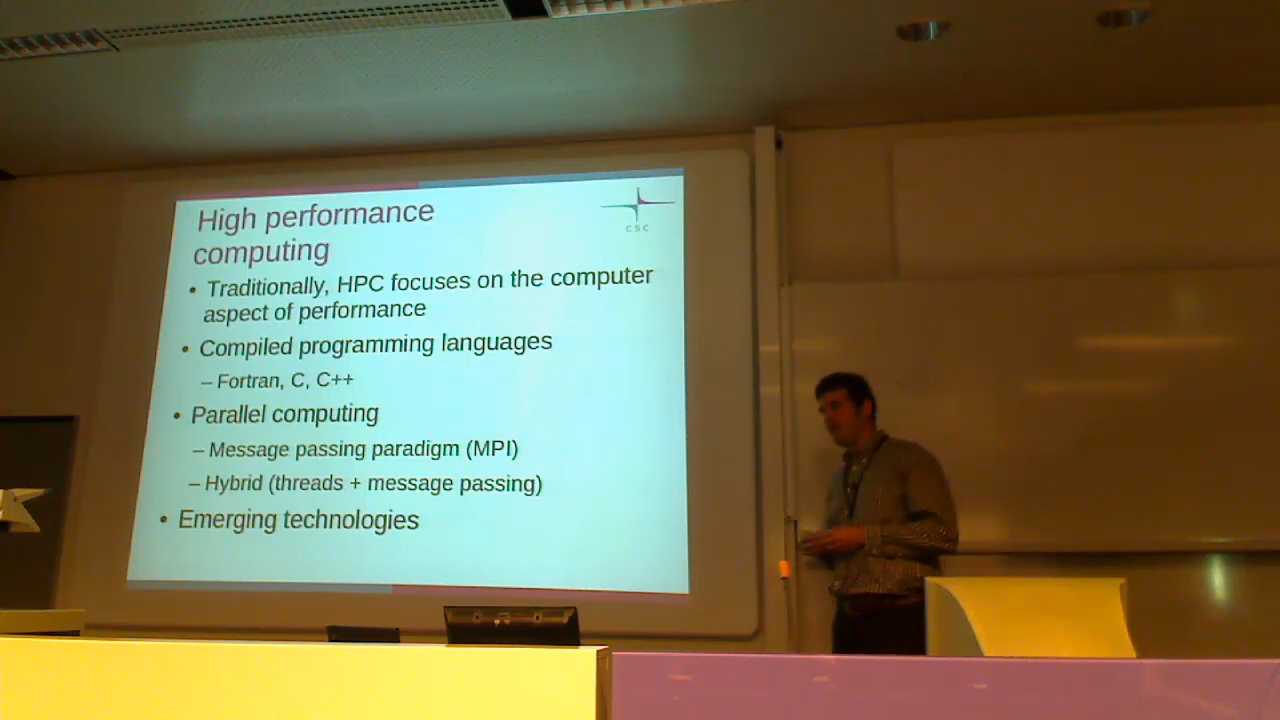 High performance
computing
CSC
• Traditionally, HPC focuses on the computer
aspect of performance
• Compiled programming languages
– Fortran, C, C++
• Parallel computing
– Message passing paradigm (MPI)
– Hybrid (threads + message passing)
• Emerging technologies